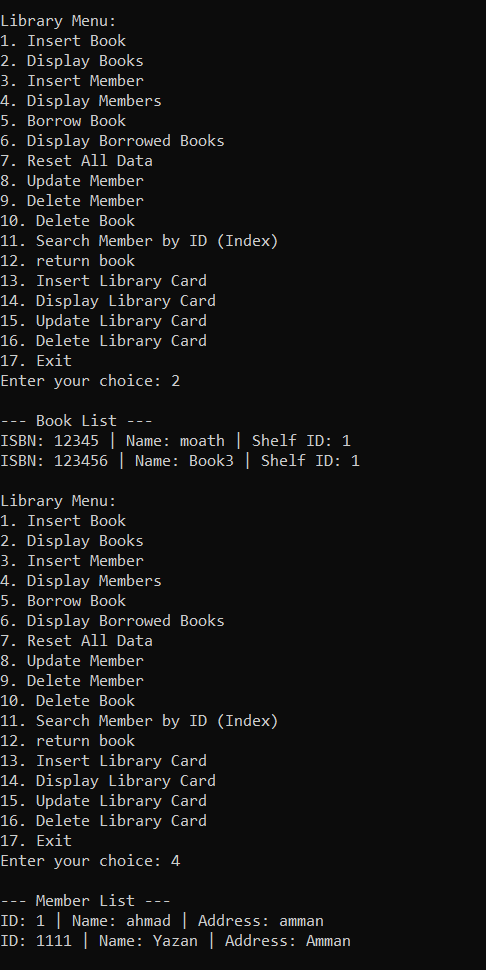 Library Menu:
1. Insert Book
2. Display Books
3. Insert Member
4. Display Members
5. Borrow Book
6. Display Borrowed Books
7. Reset All Data
8. Update Member
9. Delete Member
10. Delete Book
11. Search Member by ID (Index)
12. return book
13. Insert Library Card
14. Display Library Card
15. Update Library Card
16. Delete Library Card
17. Exit
Enter your choice: 2

--- Book List ---
ISBN: 12345 | Name: moath | Shelf ID: 1
ISBN: 123456 | Name: Book3 | Shelf ID: 1

Library Menu:
1. Insert Book
2. Display Books
3. Insert Member
4. Display Members
5. Borrow Book
6. Display Borrowed Books
7. Reset All Data
8. Update Member
9. Delete Member
10. Delete Book
11. Search Member by ID (Index)
12. return book
13. Insert Library Card
14. Display Library Card
15. Update Library Card
16. Delete Library Card
17. Exit
Enter your choice: 4

--- Member List ---
ID: 1 | Name: ahmad | Address: amman
ID: 1111 | Name: Yazan | Address: Amman